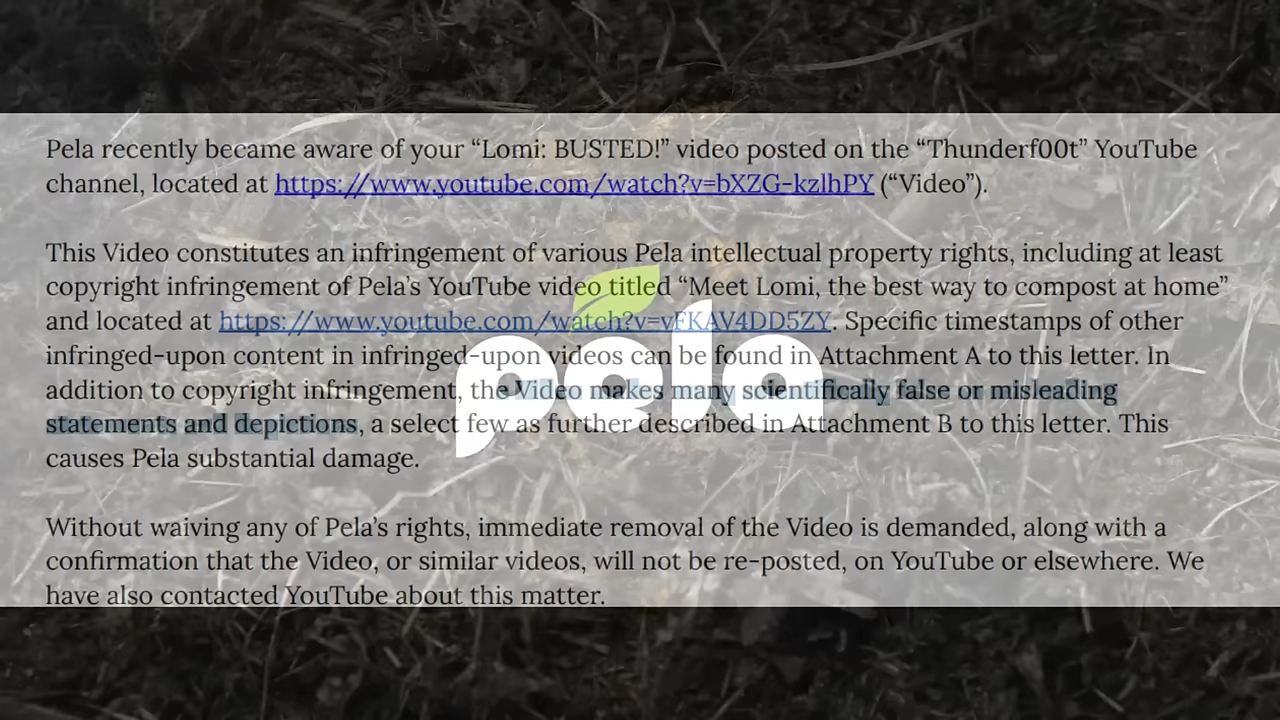 Pela recently became aware of your “Lomi: BUSTED!” video posted on the “Thunderf00t” YouTube
channel, located at https://www.youtube.com/watch?v=bXZG-kzlhPY (“Video”).
This Video constitutes an infringement of various Pela intellectual property rights, including at least
copyright infringement of Pela’s YouTube video titled “Meet Lomi, the best way to compost at home”
and located at https://www.youtube.com/watch?v=vFKAV4DD5ZY. Specific timestamps of other
infringed-upon content in infringed-upon videos can be found in Attachment A to this letter. In
addition to copyright infringement, the Video makes many scientifically false or misleading
statements and depictions, a select few as further described in Attachment B to this letter. This
causes Pela substantial damage.
Without waiving any of Pela’s rights, immediate removal of the Video is demanded, along with a
confirmation that the Video, or similar videos, will not be re-posted, on YouTube or elsewhere. We
have also contacted YouTube about this matter.
pela